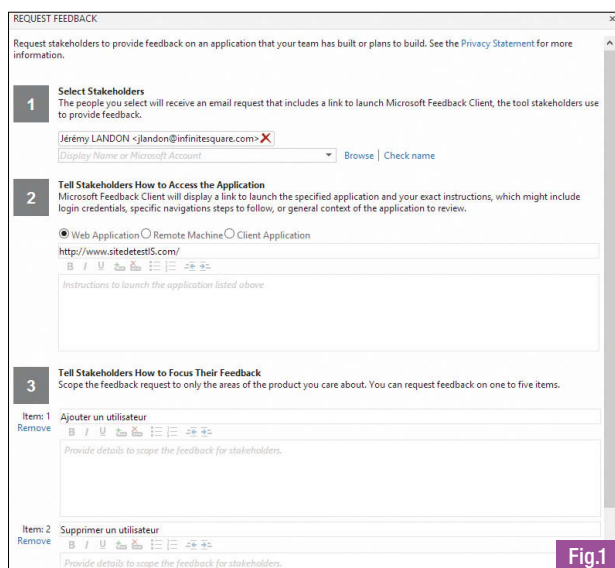 REQUEST FEEDBACK
Request stakeholders to provide feedback on an application that your team has built or plans to build. See the Privacy Statement for more
information.
1
Select Stakeholders
The people you select will receive an email request that includes a link to launch Microsoft Feedback Client, the tool stakeholders use
to provide feedback.
Jérémy LANDON <jlandon@infinitesquare.com>
Display Name or Microsoft Account
Browse | Check name
2
Tell Stakeholders How to Access the Application
Microsoft Feedback Client will display a link to launch the specified application and your exact instructions, which might include
login credentials, specific navigations steps to follow, or general context of the application to review.
Web Application Remote Machine Client Application
http://www.sitedetestIS.com/
B I U
Instructions to launch the application listed above
3
Tell Stakeholders How to Focus Their Feedback
Scope the feedback request to only the areas of the product you care about. You can request feedback on one to five items.
Item: 1 Ajouter un utilisateur
Remove
B I U
Provide details to scope the feedback for stakeholders.
Item: 2 Supprimer un utilisateur
Remove
B I U
Provide details to scope the feedback for stakeholders.
Fig.1